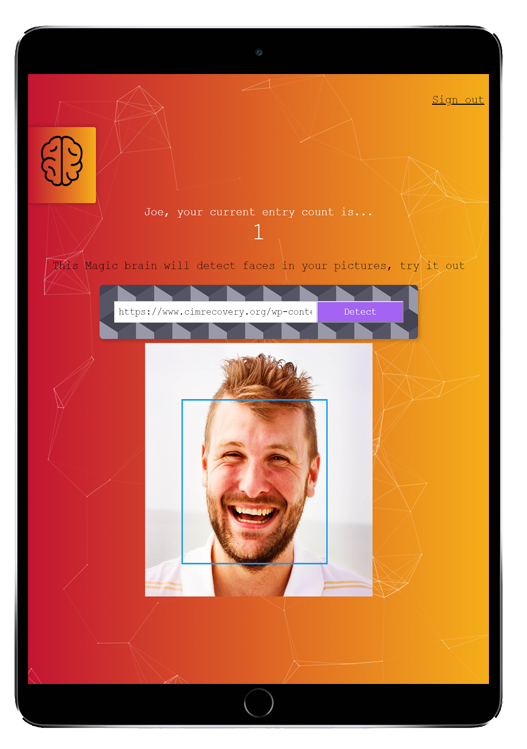 Sign out
Joe, your current entry count is...
1
This Magic brain will detect faces in your pictures, try it out
https://www.cimrecovery.org/wp-conte
Detect